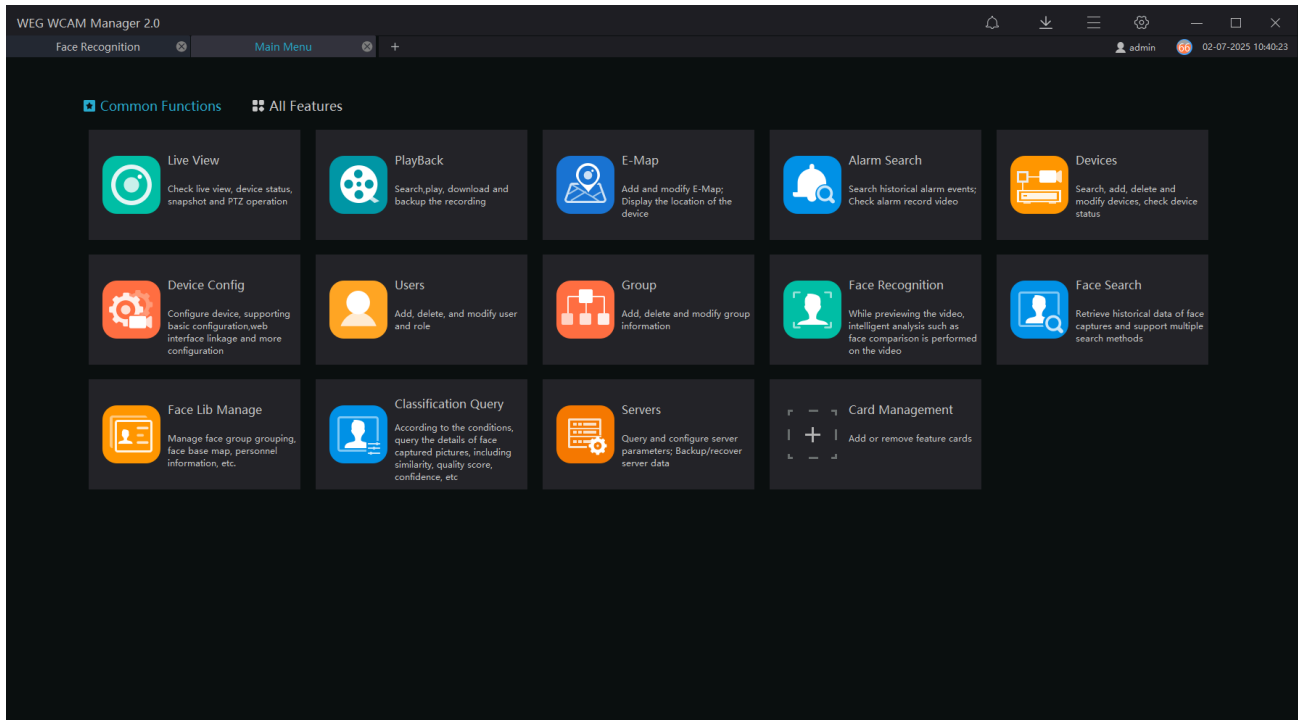 WEG WCAM Manager 2.0
Face Recognition
Main Menu
+
admin
66
02-07-2025 10:40:23
Common Functions
All Features
Live View
Check live view, device status,
snapshot and PTZ operation
PlayBack
Search,play, download and
backup the recording
E-Map
Add and modify E-Map;
Display the location of the
device
Alarm Search
Search historical alarm events;
Check alarm record video
Devices
Search, add, delete and
modify devices, check device
status
Device Config
Configure device, supporting
basic configuration,web
interface linkage and more
configuration
Users
Add, delete, and modify user
and role
Group
Add, delete and modify group
information
Face Recognition
While previewing the video,
intelligent analysis such as
face comparison is performed
on the video
Face Search
Retrieve historical data of face
captures and support multiple
search methods
Face Lib Manage
Manage face group grouping,
face base map, personnel
information, etc.
Classification Query
According to the conditions,
query the details of face
captured pictures, including
similarity, quality score,
confidence, etc
Servers
Query and configure server
parameters; Backup/recover
server data
Card Management
Add or remove feature cards